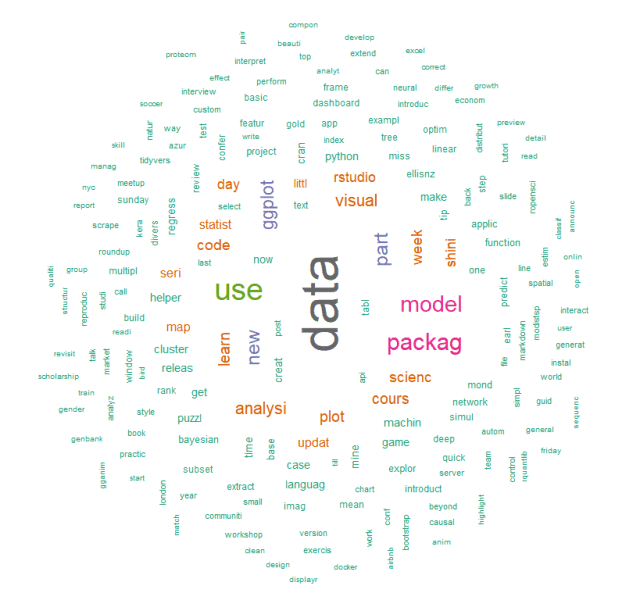 compon
pair
beauti
develop
proteom
interpret
top
extend
excel
effect
perform
analyt
can
correct
interview
basic
frame
neural
differ
growth
soccer
custom
dashboard
introduc
econom
natur
way
test
featur
gold
app
exampl
optim
distribut
preview
skill
azur
confer
write
index
tree
linear
tutori
detail
manag
tidyvers
review
project
cran
python
miss
read
nyc
meetup
day
ggplot
littl
rstudio
ellisnz
step
ropensci
report
sunday
select
text
visual
make
back
slide
announc
scrape
kera
divers
regress
statist
tip
applic
classif
roundup
code
part
week
shini
function
estim
onlin
qualiti
group
multipl
seri
last
now
data
one
line
spatial
open
structur
reproduc
studi
call
helper
use
tabl
model
predict
interact
readi
build
map
new
post
packag
earl
markdown
modistsp
user
generat
revisit
talk
market
window
bird
cluster
learn
creat
file
instal
scholarship
releas
api
scienc
mond
world
train
analyz
rank
get
cours
network
simpl
guid
sequenc
gender
style
puzzl
analysi
plot
machin
simul
genbank
book
bayesian
time
base
updat
game
deep
autom
general
gganim
practic
subset
case
till
mine
explor
quick
team
control
quantlib
friday
start
london
year
extract
languag
chart
introduct
server
match
communiti
small
imag
mean
conf
beyond
highlight
workshop
version
work
bootstrap
causal
clean
exercis
airbnb
anim
design
docker
displayr